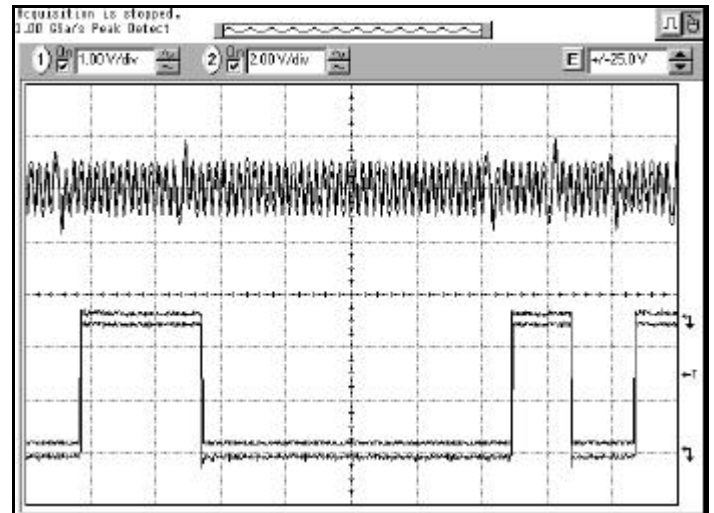 Acquisition is stopped.
1.00 GSa/s Peak Detect
1 On 1.00 V/div
2 On 2.00 V/div
E +/-25.0 V
T